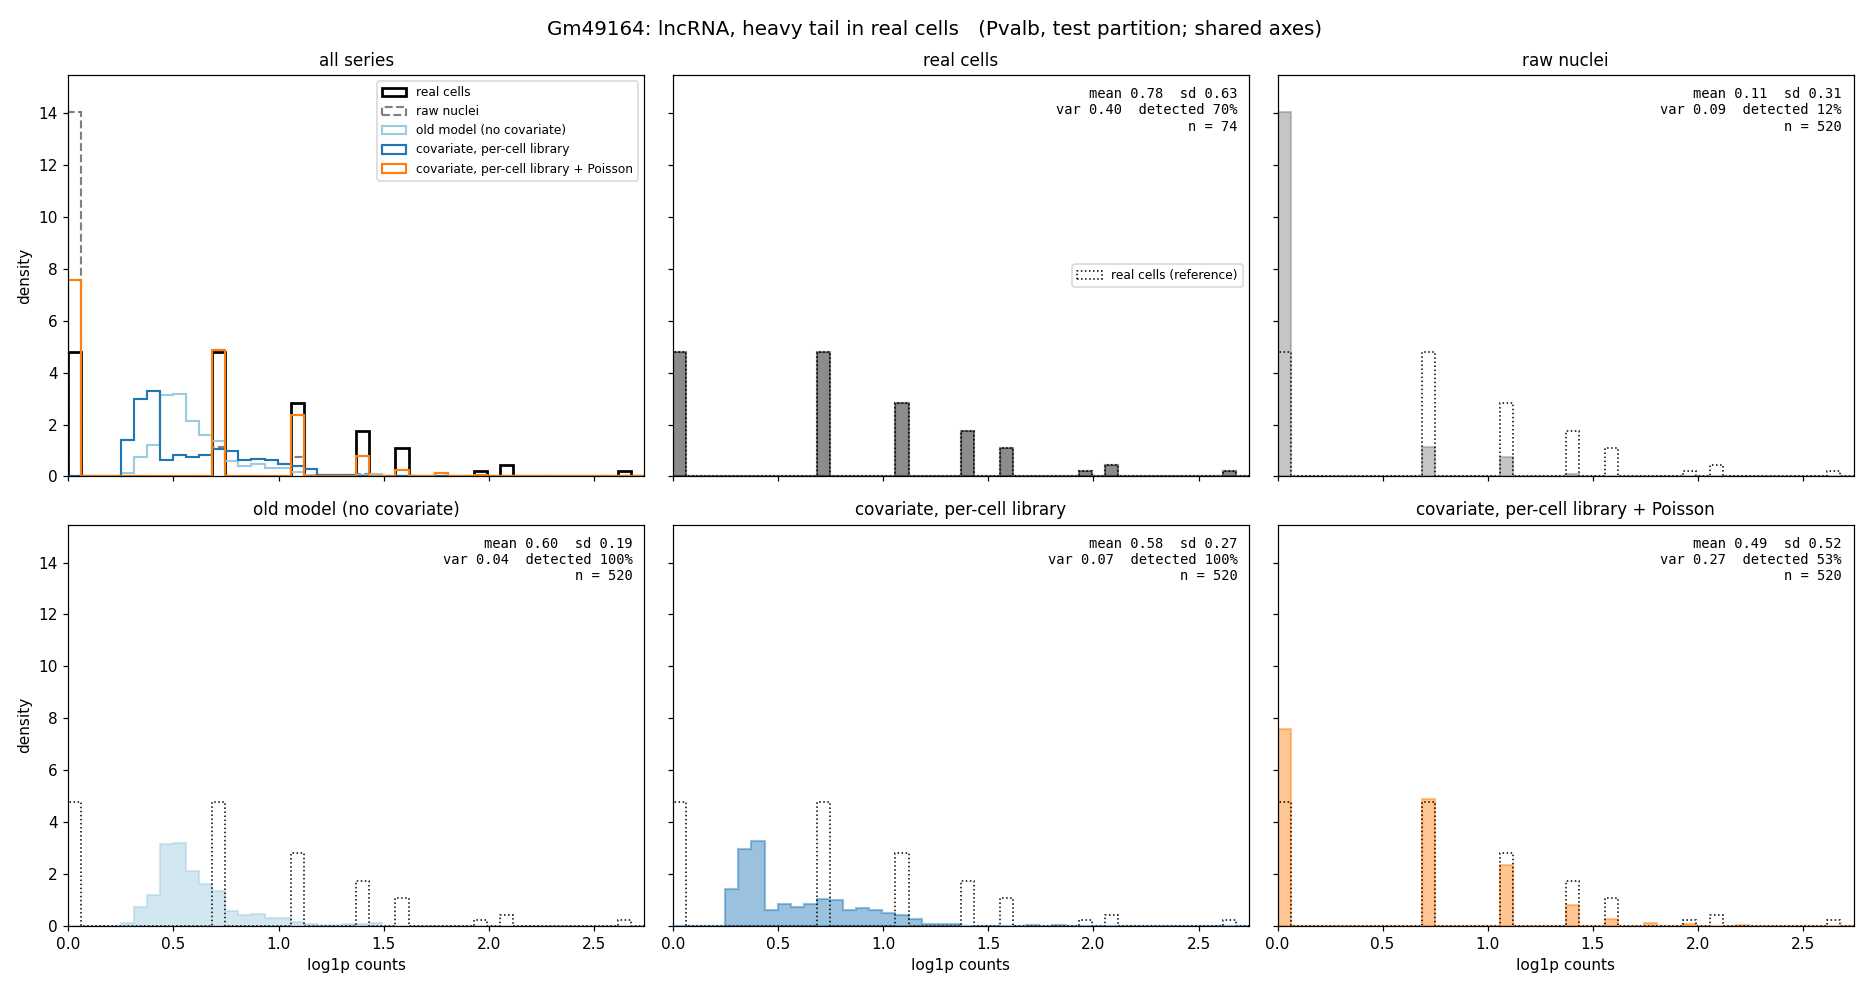 Gm49164: lncRNA, heavy tail in real cells   (Pvalb, test partition; shared axes)
all series
real cells
raw nuclei
density
14
12
10
8
6
4
2
0
real cells
raw nuclei
old model (no covariate)
covariate, per-cell library
covariate, per-cell library + Poisson
mean 0.78  sd 0.63
var 0.40  detected 70%
n = 74
real cells (reference)
mean 0.11  sd 0.31
var 0.09  detected 12%
n = 520
old model (no covariate)
covariate, per-cell library
covariate, per-cell library + Poisson
density
14
12
10
8
6
4
2
0
mean 0.60  sd 0.19
var 0.04  detected 100%
n = 520
mean 0.58  sd 0.27
var 0.07  detected 100%
n = 520
mean 0.49  sd 0.52
var 0.27  detected 53%
n = 520
0.0 0.5 1.0 1.5 2.0 2.5
0.0 0.5 1.0 1.5 2.0 2.5
0.0 0.5 1.0 1.5 2.0 2.5
log1p counts
log1p counts
log1p counts